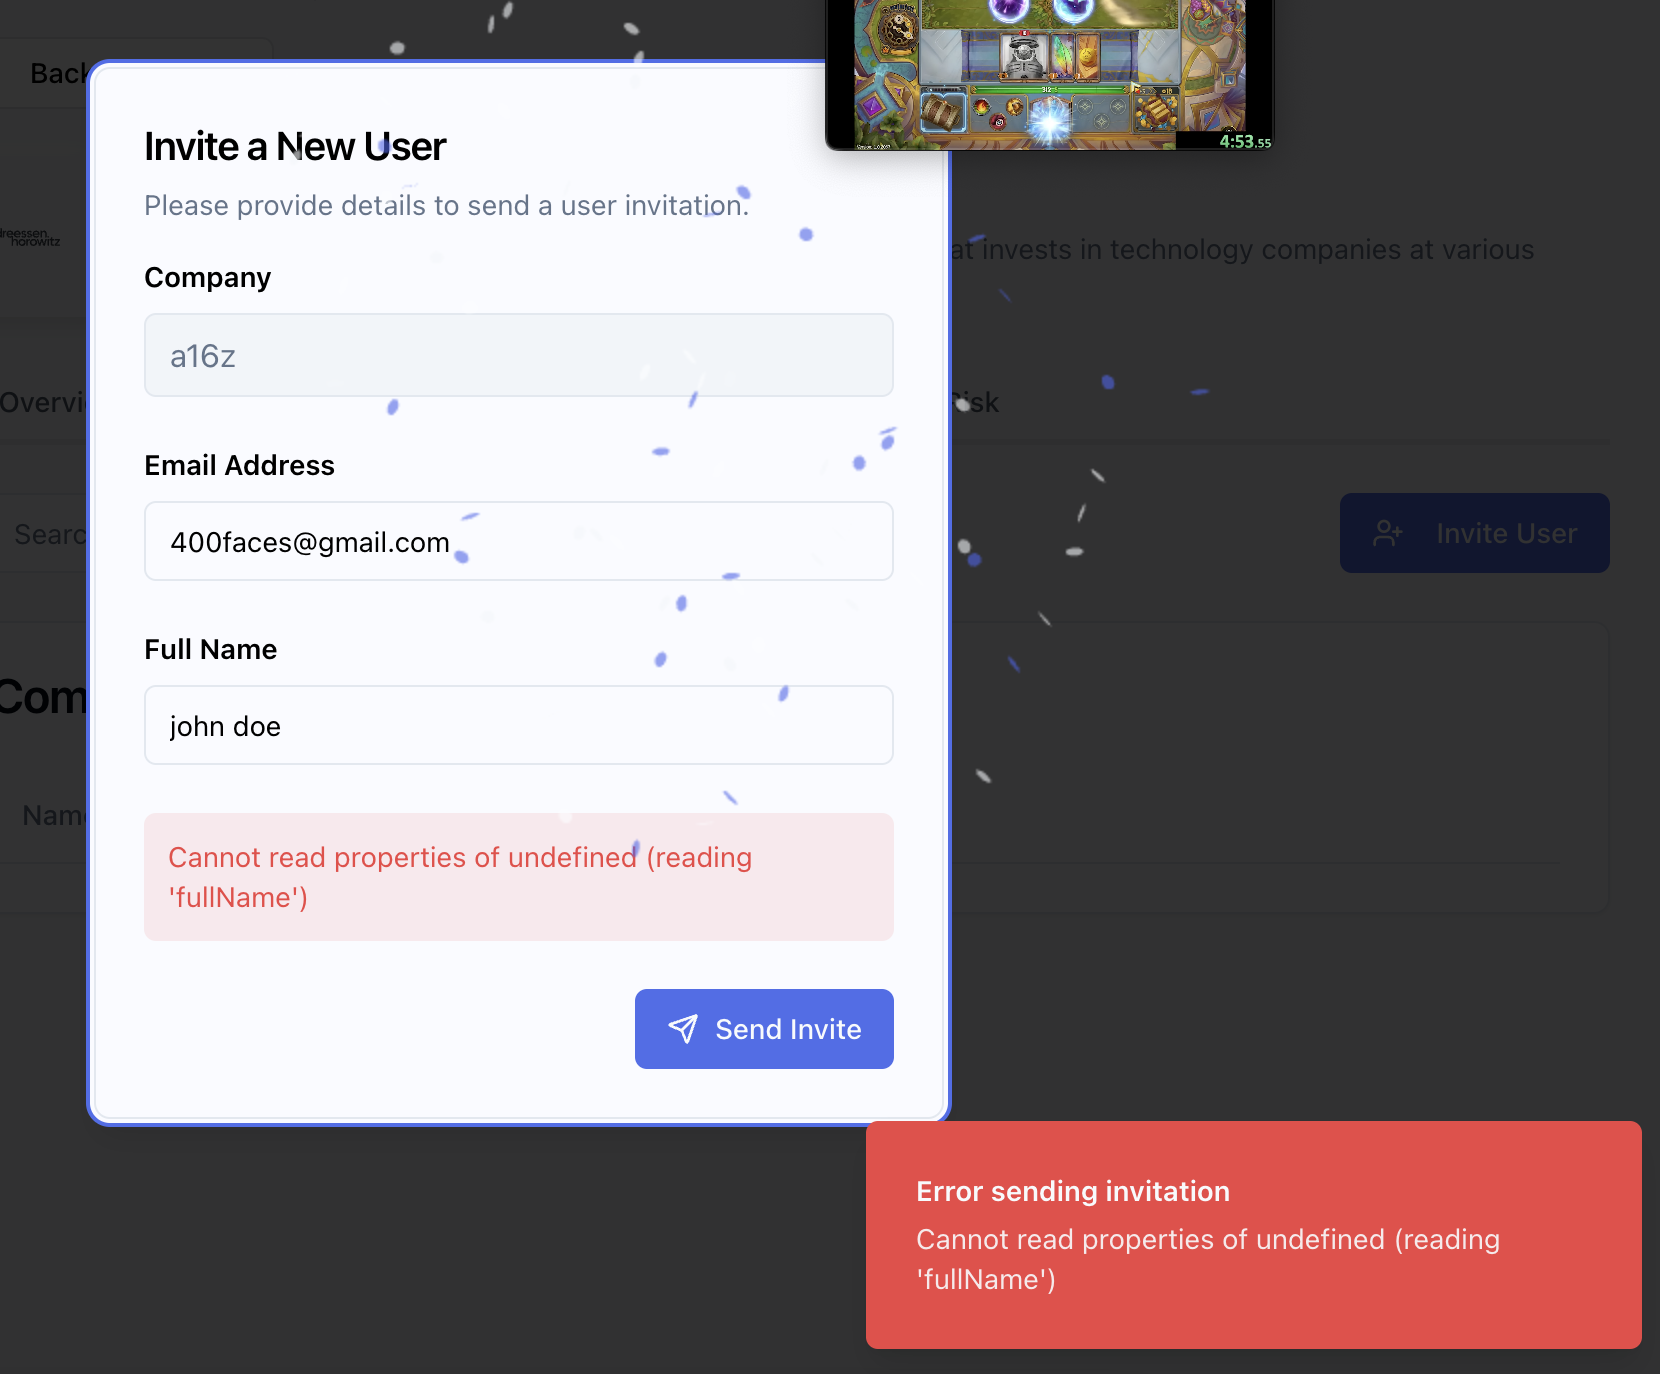 Back
4:53.55
Invite a New User
Please provide details to send a user invitation.
horowitz
at invests in technology companies at various
Company
a16z
Overvi
Risk
Email Address
Searc
400faces@gmail.com
Invite User
Full Name
Com
john doe
Name
Cannot read properties of undefined (reading
'fullName')
Send Invite
Error sending invitation
Cannot read properties of undefined (reading
'fullName')